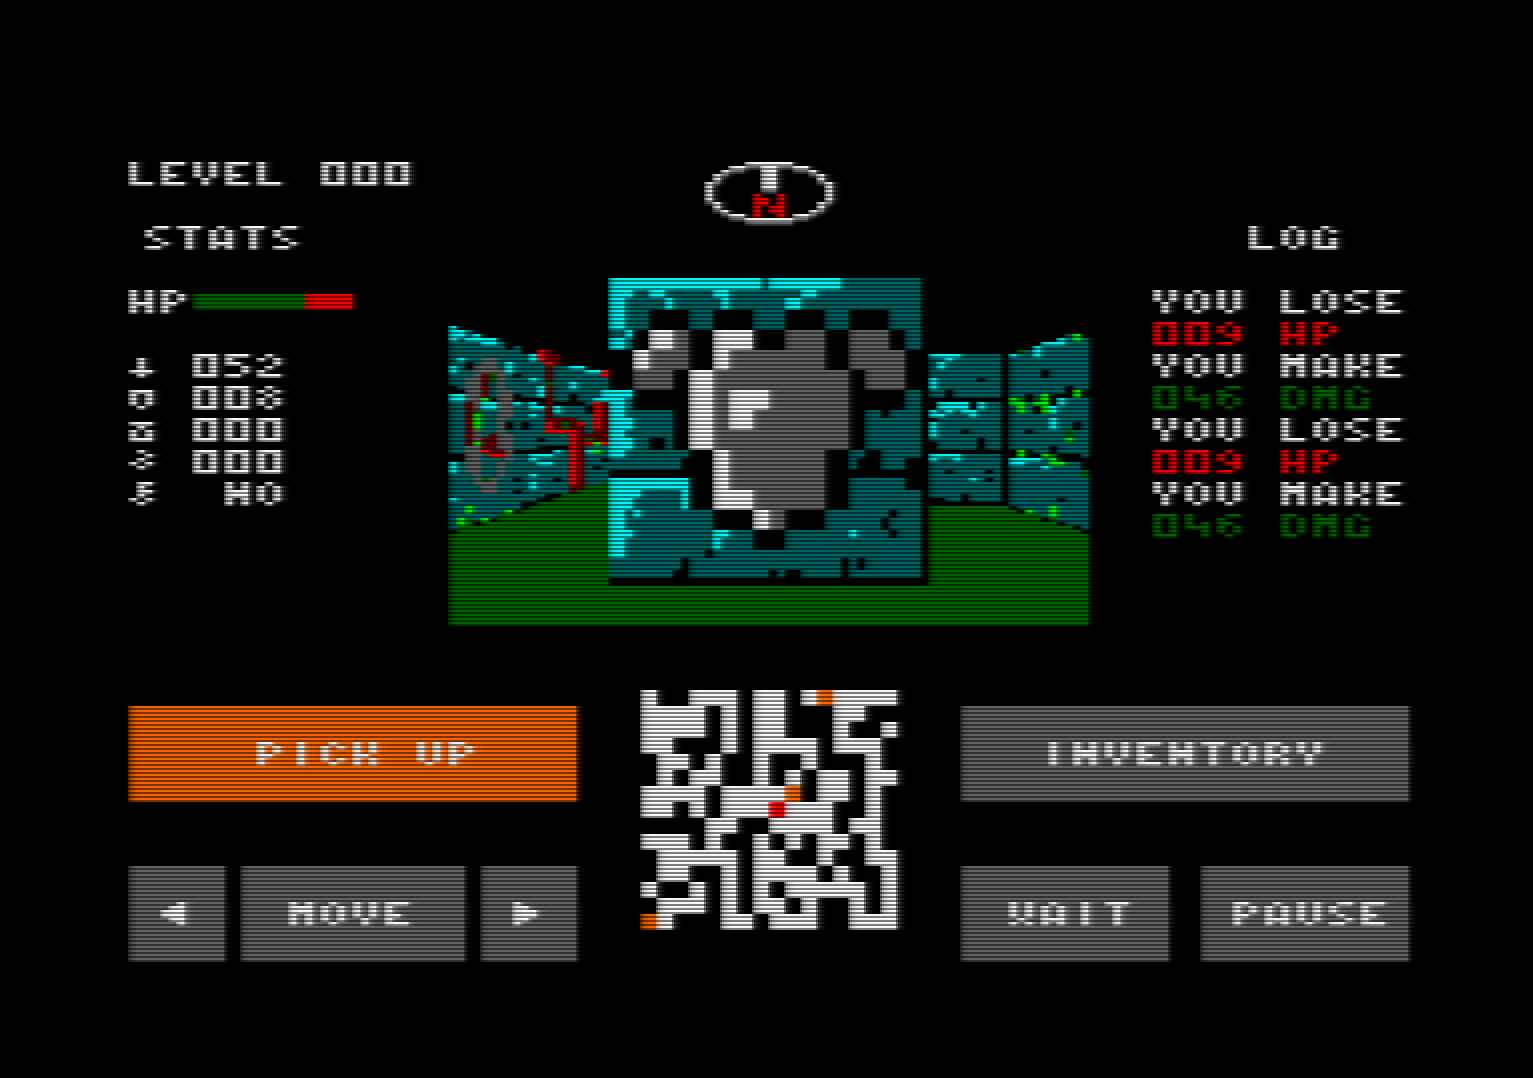 LEVEL 000
N
STATS
HP
052
008
000
000
NO
LOG
YOU LOSE
009 HP
YOU MAKE
046 DMG
YOU LOSE
009 HP
YOU MAKE
046 DMG
PICK UP
INVENTORY
MOVE
WAIT
PAUSE